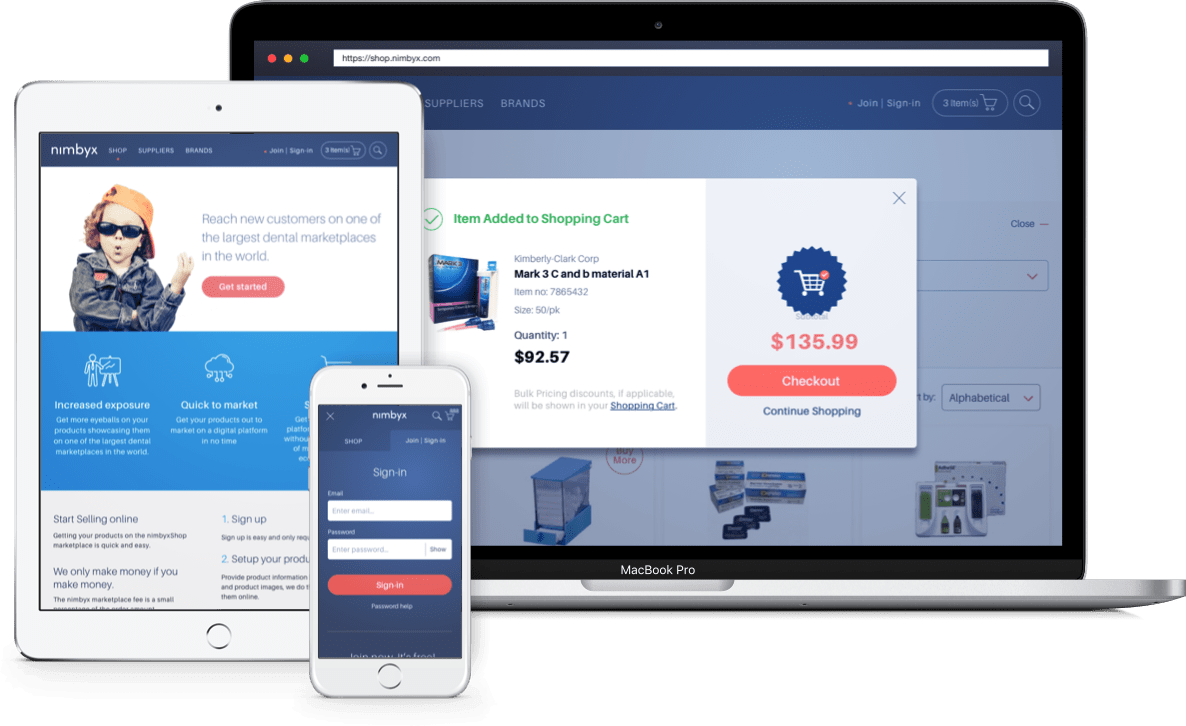 https://shop.nimbyx.com
SUPPLIERS BRANDS
Join | Sign-in
3 Item(s)
Close
Item Added to Shopping Cart
Kimberly-Clark Corp
Mark 3 C and b material A1
Item no: 7865432
Size: 50/pk
Quantity: 1
$92.57
Bulk Pricing discounts, if applicable,
will be shown in your Shopping Cart.
$135.99
Checkout
Continue Shopping
by:
Alphabetical
Buy
More
MacBook Pro
nimbyx SHOP SUPPLIERS BRANDS
Join | Sign-in
3 Item(s)
Reach new customers on one of
the largest dental marketplaces
in the world.
Get started
Increased exposure
Get more eyeballs on your
products showcasing them
on one of the largest dental
marketplaces in the world.
Quick to market
Get your products out to
market on a digital platform
in no time
S
Get
platfor
withou
of m
Start Selling online
Getting your products on the nimbyxShop
marketplace is quick and easy.
We only make money if you
make money.
The nimbyx marketplace fee is a small
percentage of the order amount
1. Sign up
Sign up is easy and only requ
2. Setup your produ
Provide product information
and product images, we do t
them online.
nimbyx
SHOP
Join | Sign-in
Sign-in
Email
Enter email...
Password
Enter password...
Show
Sign-in
Password help
Join now. It's free!